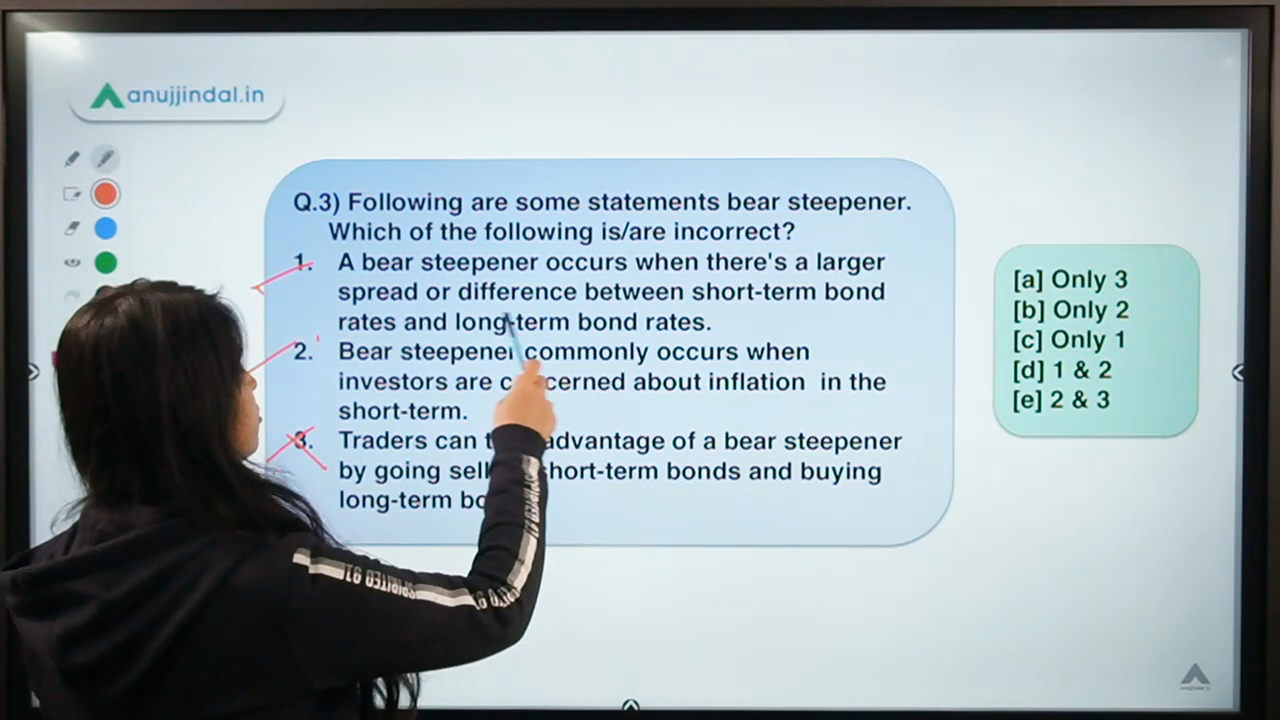 anujjindal.in
Q.3) Following are some statements bear steepener.
Which of the following is/are incorrect?
1. A bear steepener occurs when there's a larger
spread or difference between short-term bond
rates and long-term bond rates.
2. Bear steepener commonly occurs when
investors are concerned about inflation in the
short-term.
3. Traders can advantage of a bear steepener
by going short-term bonds and buying
long-term
[a] Only 3
[b] Only 2
[c] Only 1
[d] 1 & 2
[e] 2 & 3
SPIRITED 91